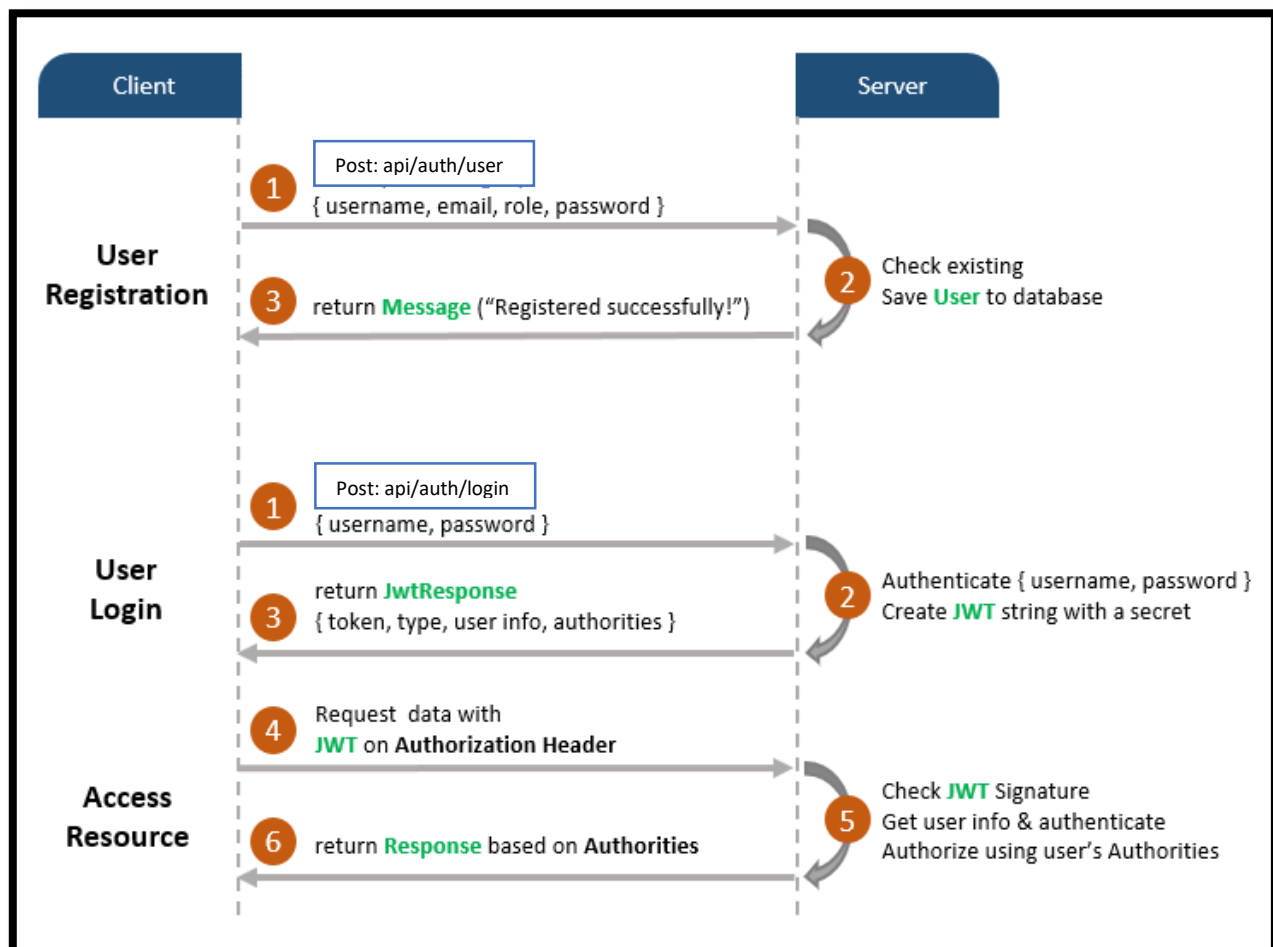 Client
Server
Post: api/auth/user
1
{ username, email, role, password }
User
Registration
2
Check existing
Save User to database
3
return Message (“Registered successfully!”)
Post: api/auth/login
1
{ username, password }
User
Login
2
Authenticate { username, password }
Create JWT string with a secret
3
return JwtResponse
{ token, type, user info, authorities }
4
Request data with
JWT on Authorization Header
Access
Resource
5
Check JWT Signature
Get user info & authenticate
Authorize using user’s Authorities
6
return Response based on Authorities